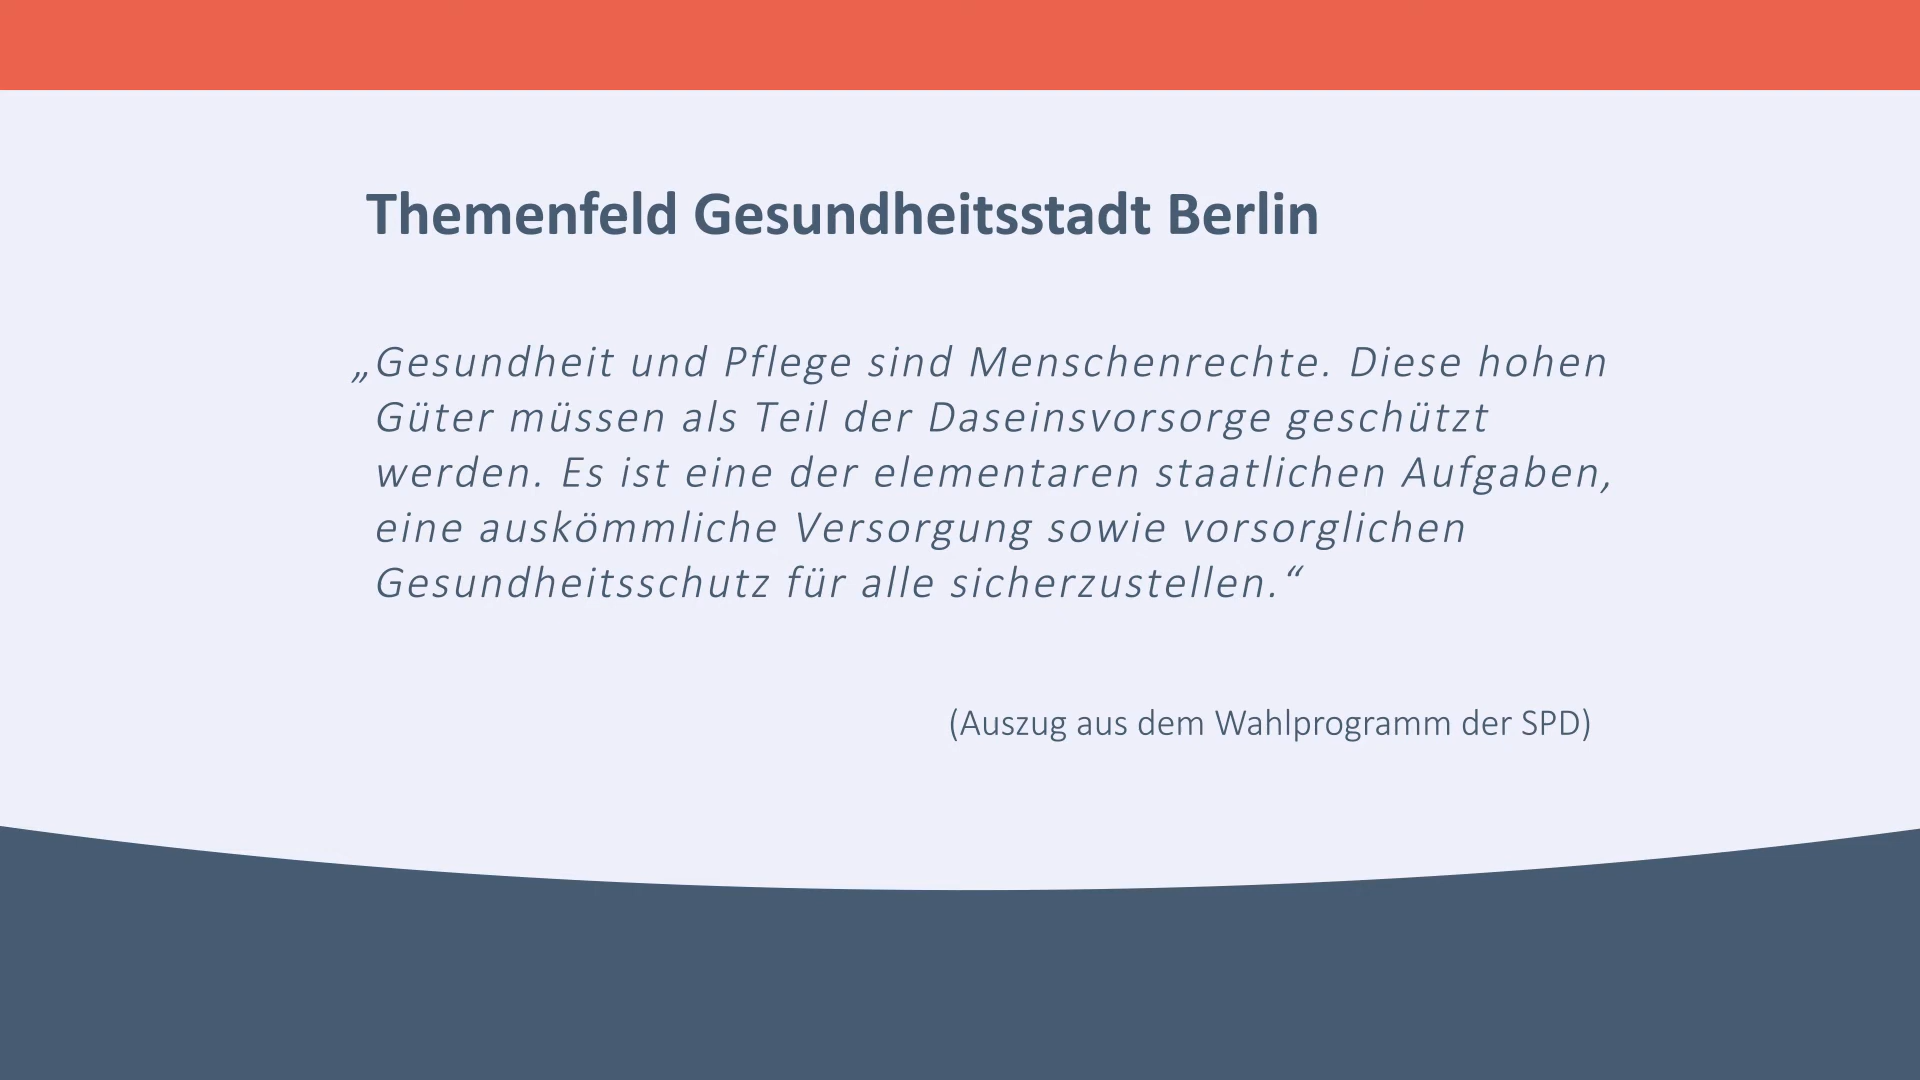 Themenfeld Gesundheitsstadt Berlin
„Gesundheit und Pflege sind Menschenrechte. Diese hohen
Güter müssen als Teil der Daseinsvorsorge geschützt
werden. Es ist eine der elementaren staatlichen Aufgaben,
eine auskömmliche Versorgung sowie vorsorglichen
Gesundheitsschutz für alle sicherzustellen.“
(Auszug aus dem Wahlprogramm der SPD)